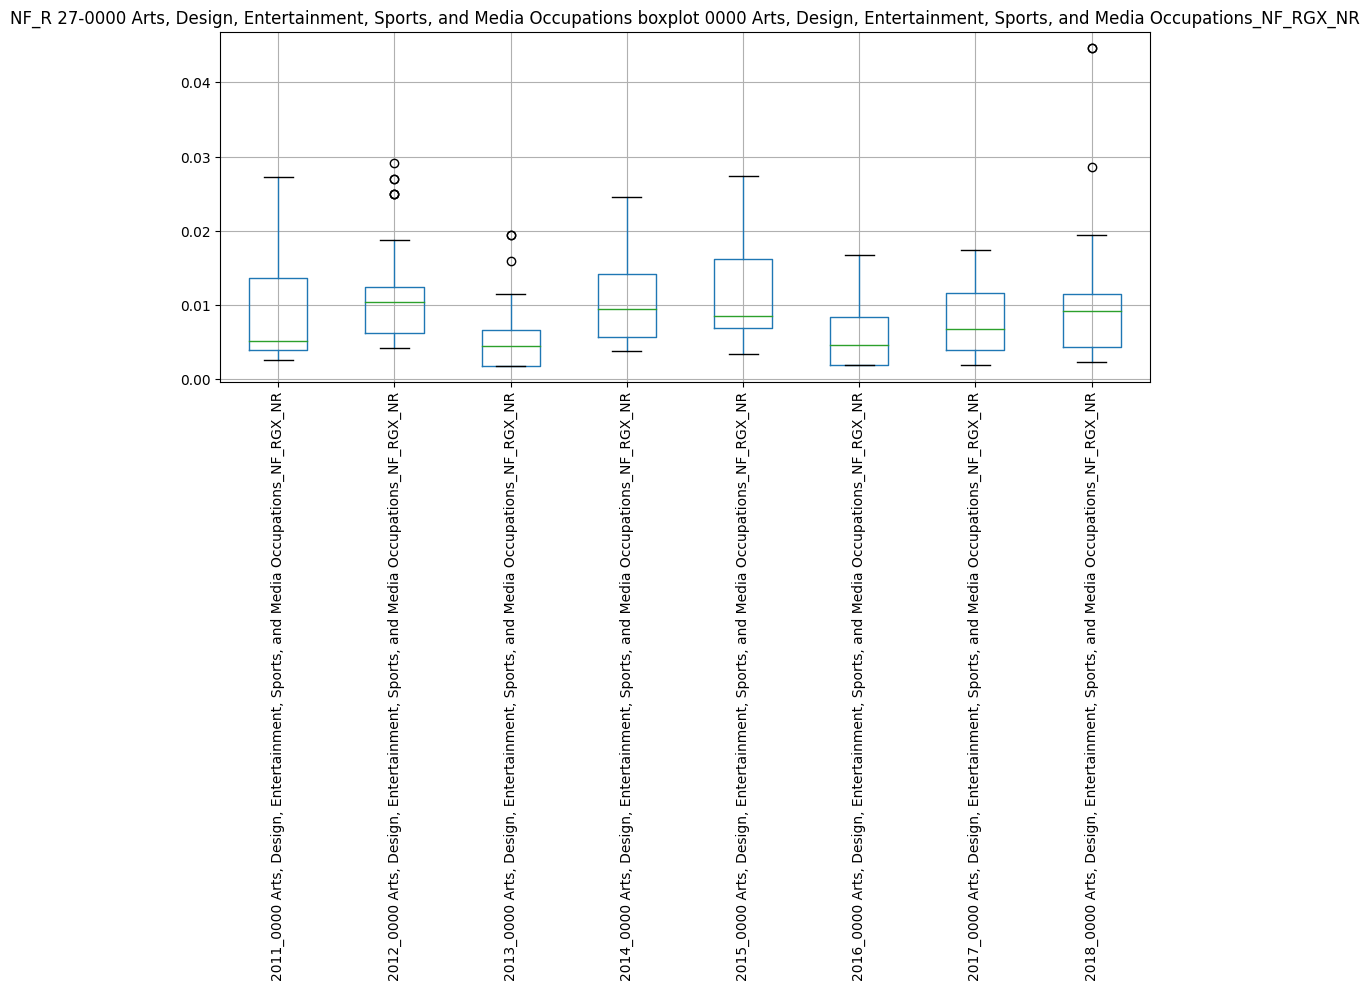 NF_R 27-0000 Arts, Design, Entertainment, Sports, and Media Occupations boxplot 0000 Arts, Design, Entertainment, Sports, and Media Occupations_NF_RGX_NR
0.04
0.03
0.02
0.01
0.00
2011_0000 Arts, Design, Entertainment, Sports, and Media Occupations_NF_RGX_NR
2012_0000 Arts, Design, Entertainment, Sports, and Media Occupations_NF_RGX_NR
2013_0000 Arts, Design, Entertainment, Sports, and Media Occupations_NF_RGX_NR
2014_0000 Arts, Design, Entertainment, Sports, and Media Occupations_NF_RGX_NR
2015_0000 Arts, Design, Entertainment, Sports, and Media Occupations_NF_RGX_NR
2016_0000 Arts, Design, Entertainment, Sports, and Media Occupations_NF_RGX_NR
2017_0000 Arts, Design, Entertainment, Sports, and Media Occupations_NF_RGX_NR
2018_0000 Arts, Design, Entertainment, Sports, and Media Occupations_NF_RGX_NR